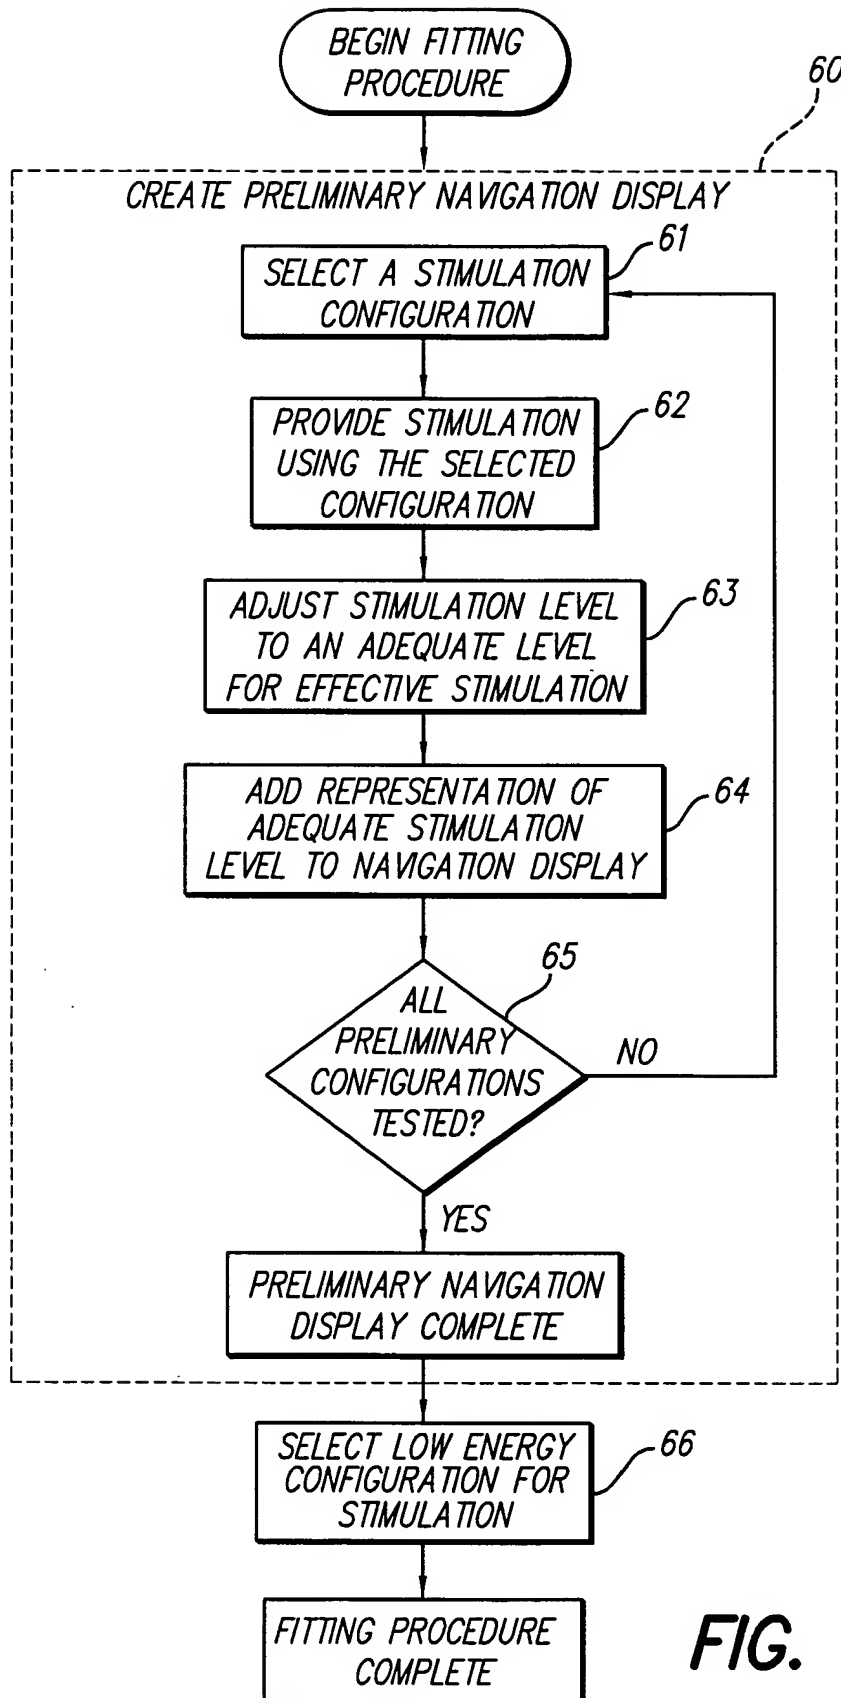 BEGIN FITTING
PROCEDURE
60
CREATE PRELIMINARY NAVIGATION DISPLAY
61
SELECT A STIMULATION
CONFIGURATION
62
PROVIDE STIMULATION
USING THE SELECTED
CONFIGURATION
63
ADJUST STIMULATION LEVEL
TO AN ADEQUATE LEVEL
FOR EFFECTIVE STIMULATION
64
ADD REPRESENTATION OF
ADEQUATE STIMULATION
LEVEL TO NAVIGATION DISPLAY
65
ALL
PRELIMINARY
CONFIGURATIONS
TESTED?
NO
YES
PRELIMINARY NAVIGATION
DISPLAY COMPLETE
66
SELECT LOW ENERGY
CONFIGURATION FOR
STIMULATION
FITTING PROCEDURE
COMPLETE
FIG.